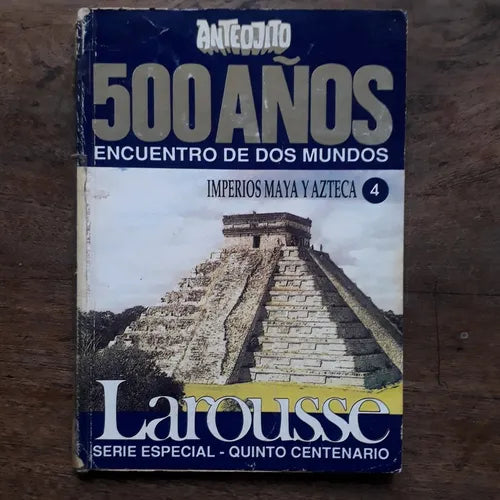 ANTEOJITO
500 AÑOS
ENCUENTRO DE DOS MUNDOS
IMPERIOS MAYA Y AZTECA 4
Larousse
SERIE ESPECIAL - QUINTO CENTENARIO